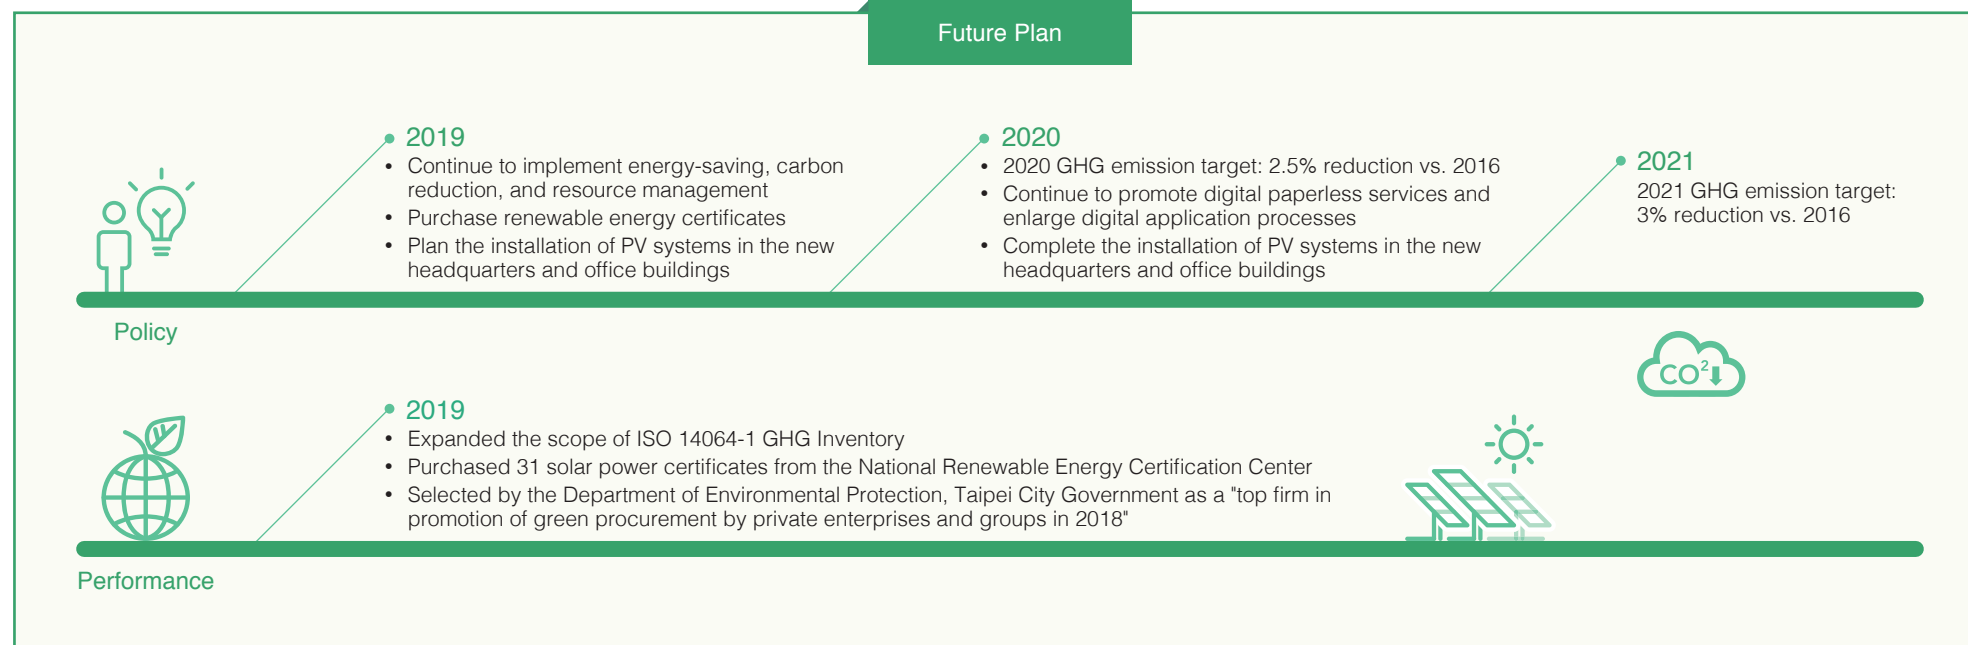 Future Plan
2019
• Continue to implement energy-saving, carbon
reduction, and resource management
• Purchase renewable energy certificates
• Plan the installation of PV systems in the new
headquarters and office buildings
2020
• 2020 GHG emission target: 2.5% reduction vs. 2016
• Continue to promote digital paperless services and
enlarge digital application processes
• Complete the installation of PV systems in the new
headquarters and office buildings
2021
2021 GHG emission target:
3% reduction vs. 2016
Policy
CO²
2019
• Expanded the scope of ISO 14064-1 GHG Inventory
• Purchased 31 solar power certificates from the National Renewable Energy Certification Center
• Selected by the Department of Environmental Protection, Taipei City Government as a "top firm in
promotion of green procurement by private enterprises and groups in 2018"
Performance